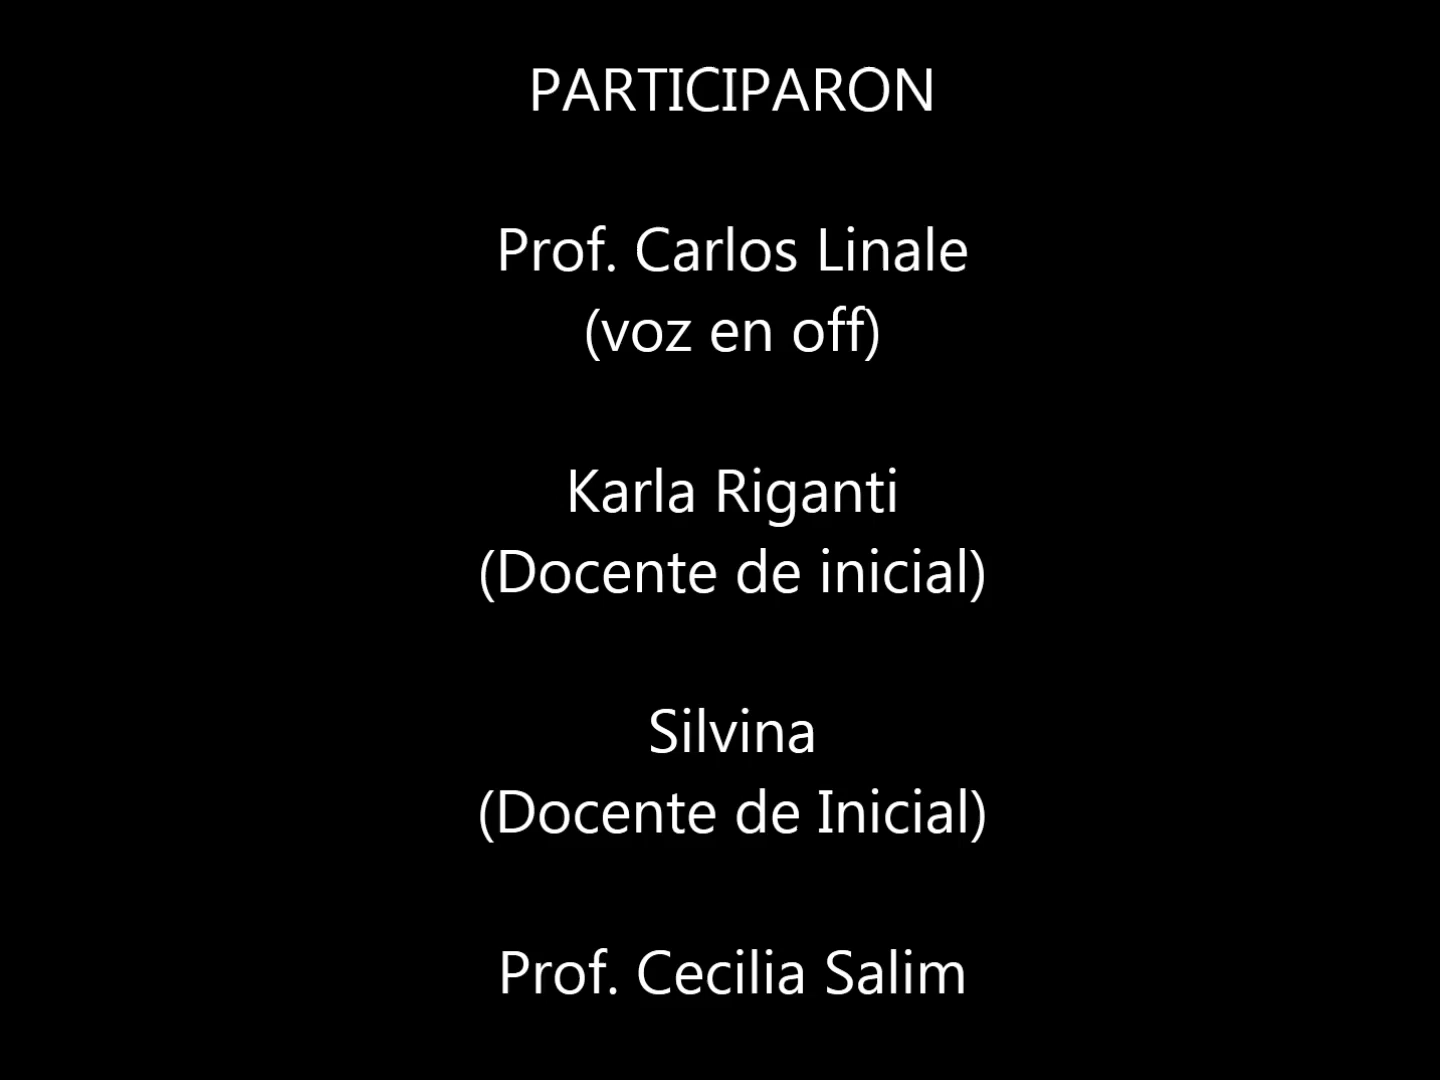 PARTICIPARON
Prof. Carlos Linale
(voz en off)
Karla Riganti
(Docente de inicial)
Silvina
(Docente de Inicial)
Prof. Cecilia Salim